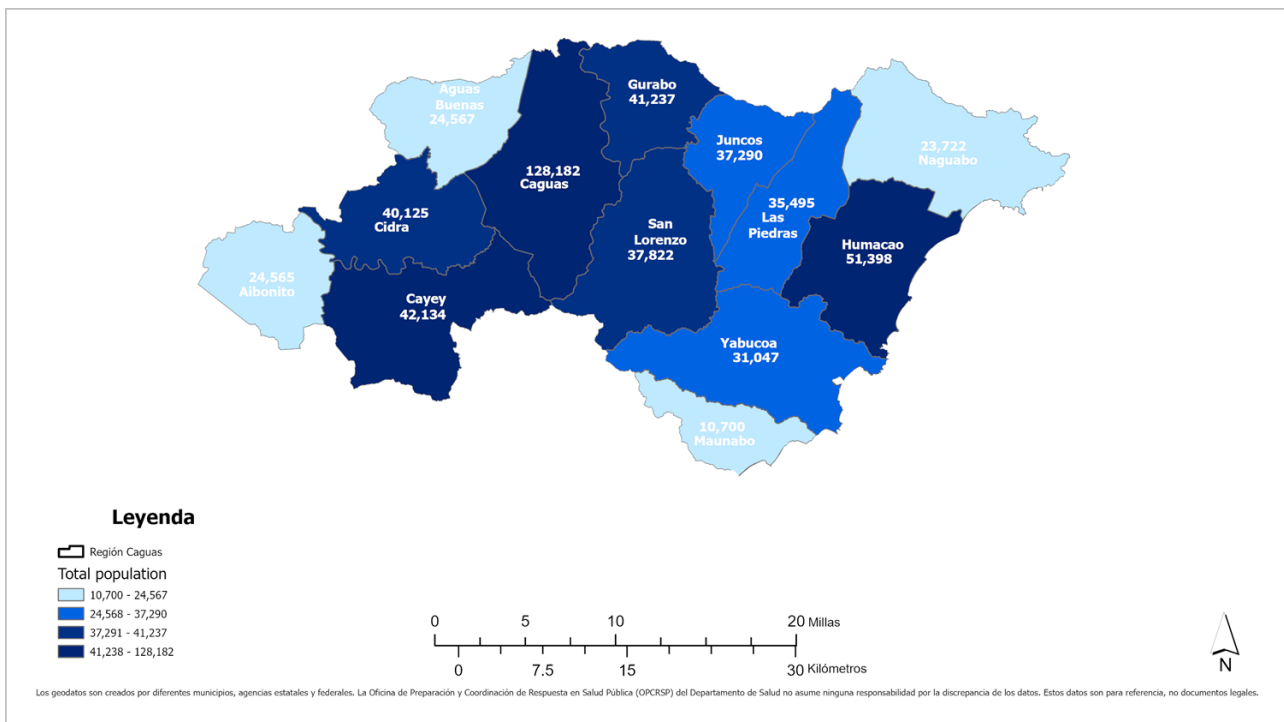 Aguas
Buenas
24,567
Gurabo
41,237
Juncos
37,290
23,722
Naguabo
128,182
Caguas
40,125
Cidra
35,495
Las
Piedras
San
Lorenzo
37,822
Humacao
51,398
24,565
Aibonito
Cayey
42,134
Yabucoa
31,047
10,700
Maunabo
Leyenda
Región Caguas
Total population
10,700 - 24,567
24,568 - 37,290
37,291 - 41,237
41,238 - 128,182
0 5 10 20 Millas
0 7.5 15 30 Kilómetros
N
Los geodatos son creados por diferentes municipios, agencias estatales y federales. La Oficina de Preparación y Coordinación de Respuesta en Salud Pública (OPCRSP) del Departamento de Salud no asume ninguna responsabilidad por la discrepancia de los datos. Estos datos son para referencia, no documentos legales.